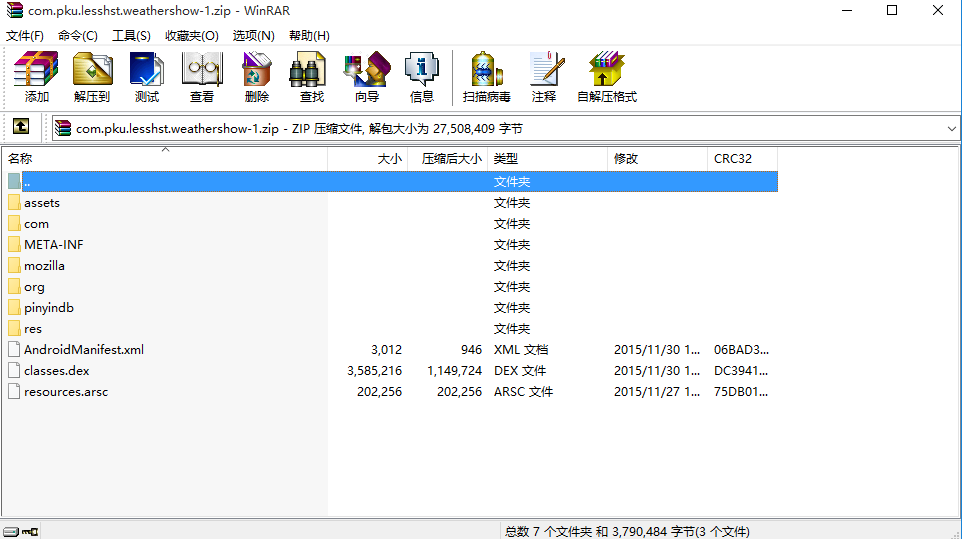 com.pku.lesshst.weathershow-1.zip - WinRAR
文件(F) 命令(C) 工具(S) 收藏夹(O) 选项(N) 帮助(H)
添加 解压到 测试 查看 删除 查找 向导 信息 扫描病毒 注释 自解压格式
com.pku.lesshst.weathershow-1.zip - ZIP 压缩文件, 解包大小为 27,508,409 字节
名称 大小 压缩后大小 类型 修改 CRC32
.. 文件夹
assets 文件夹
com 文件夹
META-INF 文件夹
mozilla 文件夹
org 文件夹
pinyindb 文件夹
res 文件夹
AndroidManifest.xml 3,012 946 XML 文档 2015/11/30 1... 06BAD3...
classes.dex 3,585,216 1,149,724 DEX 文件 2015/11/30 1... DC3941...
resources.arsc 202,256 202,256 ARSC 文件 2015/11/27 1... 75DB01...
总数 7 个文件夹 和 3,790,484 字节(3 个文件)